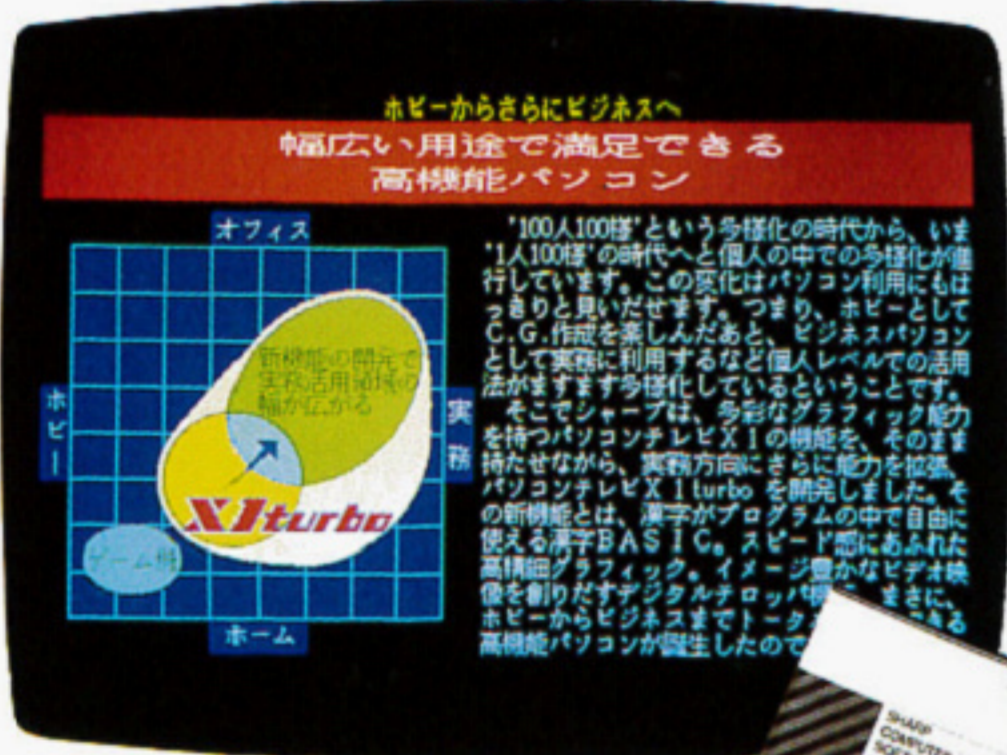 ホビーからさらにビジネスへ
幅広い用途で満足できる
高機能パソコン
オフィス
ホビー
実務
ホーム
新機能の開発で
実務活用領域の
幅が広がる
X1turbo
ゲーム機
'100人100様'という多様化の時代から、いま
'1人100様'の時代へと個人の中での多様化が進
行しています。この変化はパソコン利用にもは
っきりと見いだせます。つまり、ホビーとして
C.G.作成を楽しんだあと、ビジネスパソコン
として実務に利用するなど個人レベルでの活用
法がますます多様化しているということです。
そこでシャープは、多彩なグラフィック能力
を持つパソコンテレビX1の機能を、そのまま
持たせながら、実務方向にさらに能力を拡張、
パソコンテレビX1turboを開発しました。そ
の新機能とは、漢字がプログラムの中で自由に
使える漢字BASIC。スピード感にあふれた
高精細グラフィック。イメージ豊かなビデオ映
像を創りだすデジタルテロッパ機 まさに、
ホビーからビジネスまでトータ きる
高機能パソコンが誕生したので
SHARP